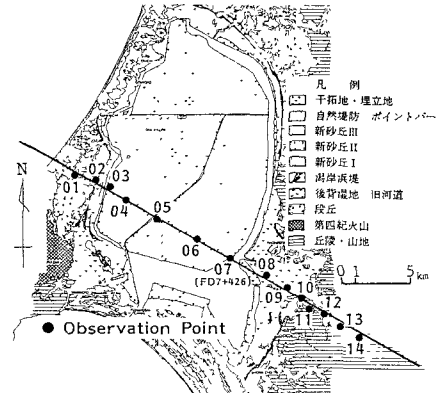 凡 例
干拓地・埋立地
自然堤防 ポイントバー
新砂丘III
新砂丘II
新砂丘I
潟岸浜堤
後背湿地 旧河道
段丘
第四紀火山
丘陵・山地
N
01
02
03
04
05
06
07
(FD7+426)
08
09
10
11
12
13
14
0 1 5
km
● Observation Point